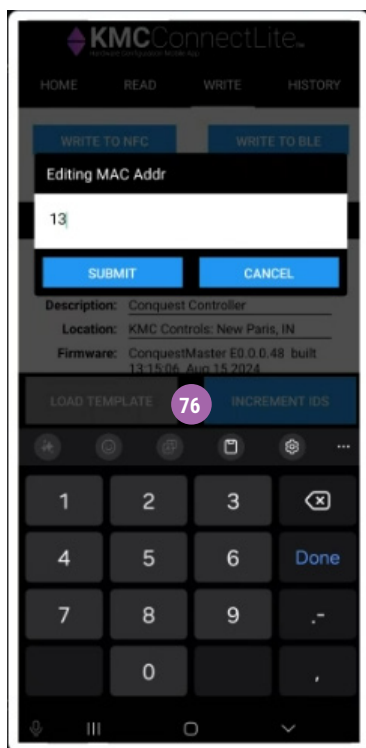 KMCConnectLite™
Hardware Configuration Mobile App
HOME READ WRITE HISTORY
WRITE TO NFC WRITE TO BLE
Editing MAC Addr
13
SUBMIT CANCEL
Description: Conquest Controller
Location: KMC Controls: New Paris, IN
Firmware: ConquestMaster E0.0.0.48 built
13:15:06 Aug 15 2024
LOAD TEMPLATE 76 INCREMENT IDS
1 2 3
4 5 6 Done
7 8 9 .-
0 ,